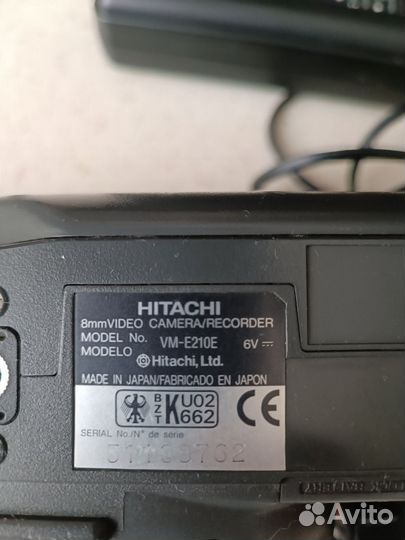 HITACHI
8mmVIDEO CAMERA/RECORDER
MODEL No. VM-E210E 6V
MODELO ©Hitachi, Ltd.
MADE IN JAPAN/FABRICADO EN JAPON
BZT K U02 662 CE
SERIAL No./N° de série
Avito